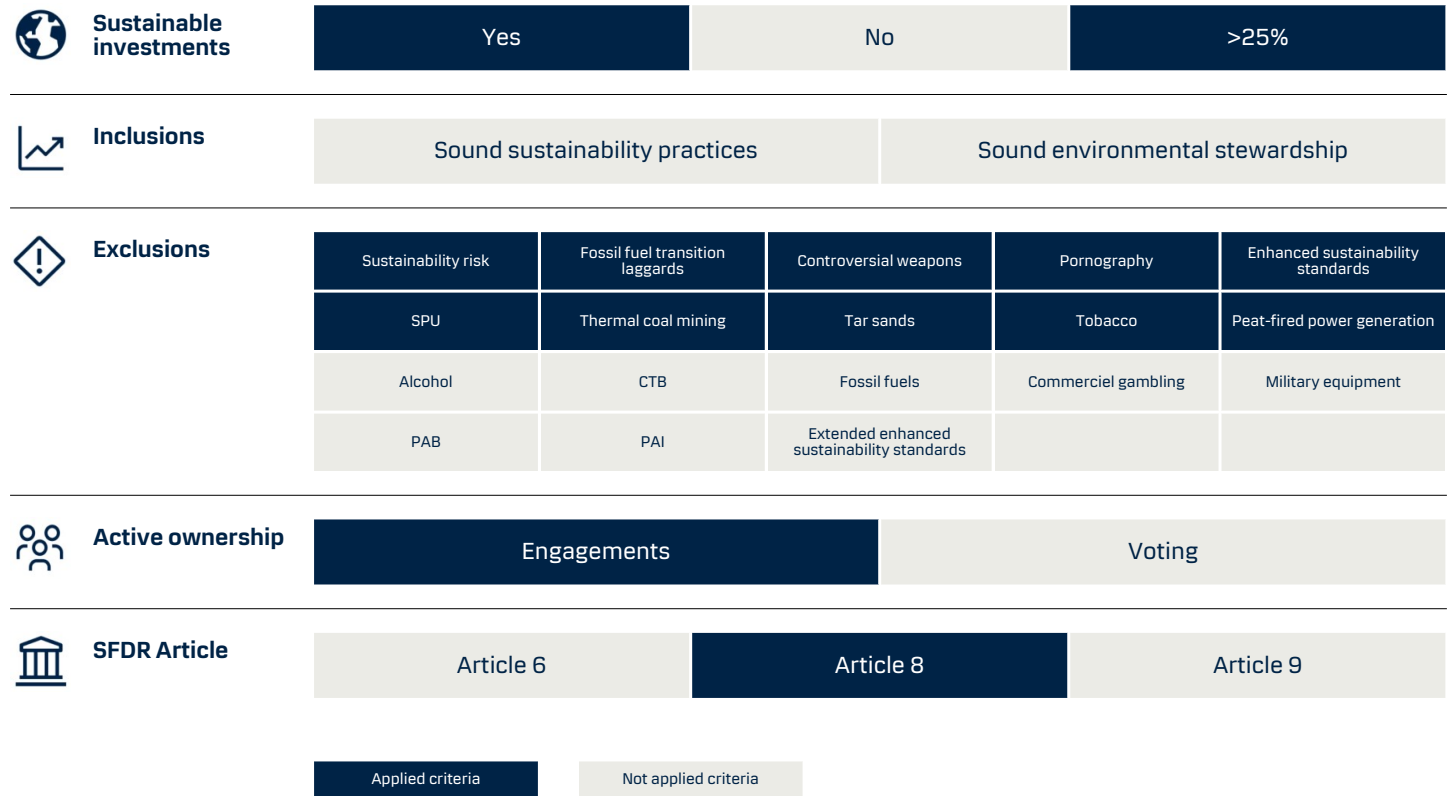 Sustainable
investments
Yes
No
>25%
Inclusions
Sound sustainability practices
Sound environmental stewardship
Exclusions
Sustainability risk
Fossil fuel transition
laggards
Controversial weapons
Pornography
Enhanced sustainability
standards
SPU
Thermal coal mining
Tar sands
Tobacco
Peat-fired power generation
Alcohol
CTB
Fossil fuels
Commerciel gambling
Military equipment
PAB
PAI
Extended enhanced
sustainability standards
Active ownership
Engagements
Voting
SFDR Article
Article 6
Article 8
Article 9
Applied criteria
Not applied criteria